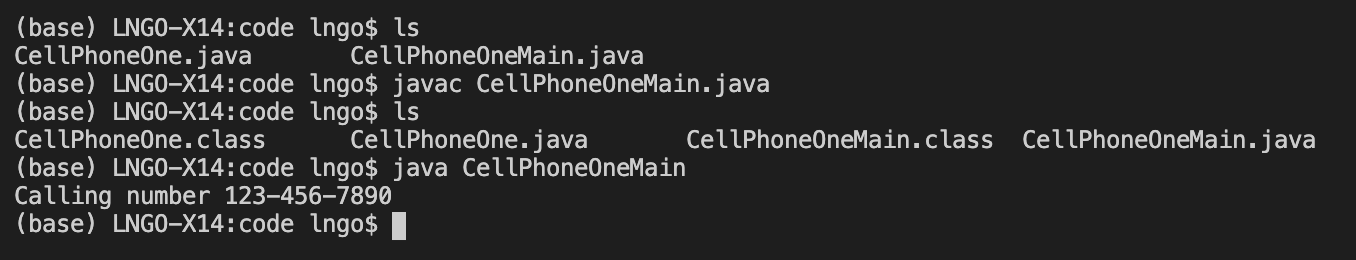 (base) LNGO-X14:code lngo$ ls
CellPhoneOne.java       CellPhoneOneMain.java
(base) LNGO-X14:code lngo$ javac CellPhoneOneMain.java
(base) LNGO-X14:code lngo$ ls
CellPhoneOne.class      CellPhoneOne.java       CellPhoneOneMain.class  CellPhoneOneMain.java
(base) LNGO-X14:code lngo$ java CellPhoneOneMain
Calling number 123-456-7890
(base) LNGO-X14:code lngo$